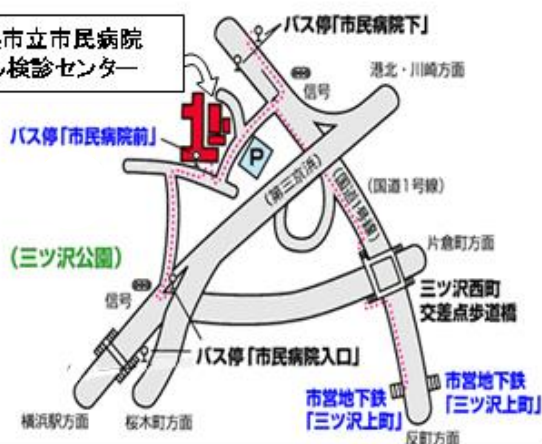 市立市民病院
検診センター
バス停「市民病院下」
信号
港北・川崎方面
バス停「市民病院前」
P
(第三京浜)
(国道1号線)
(国道1号線)
片倉町方面
(三ツ沢公園)
三ツ沢西町
交差点歩道橋
信号
バス停「市民病院入口」
市営地下鉄
「三ツ沢上町」
市営地下鉄
「三ツ沢上町」
横浜駅方面
桜木町方面
反町方面